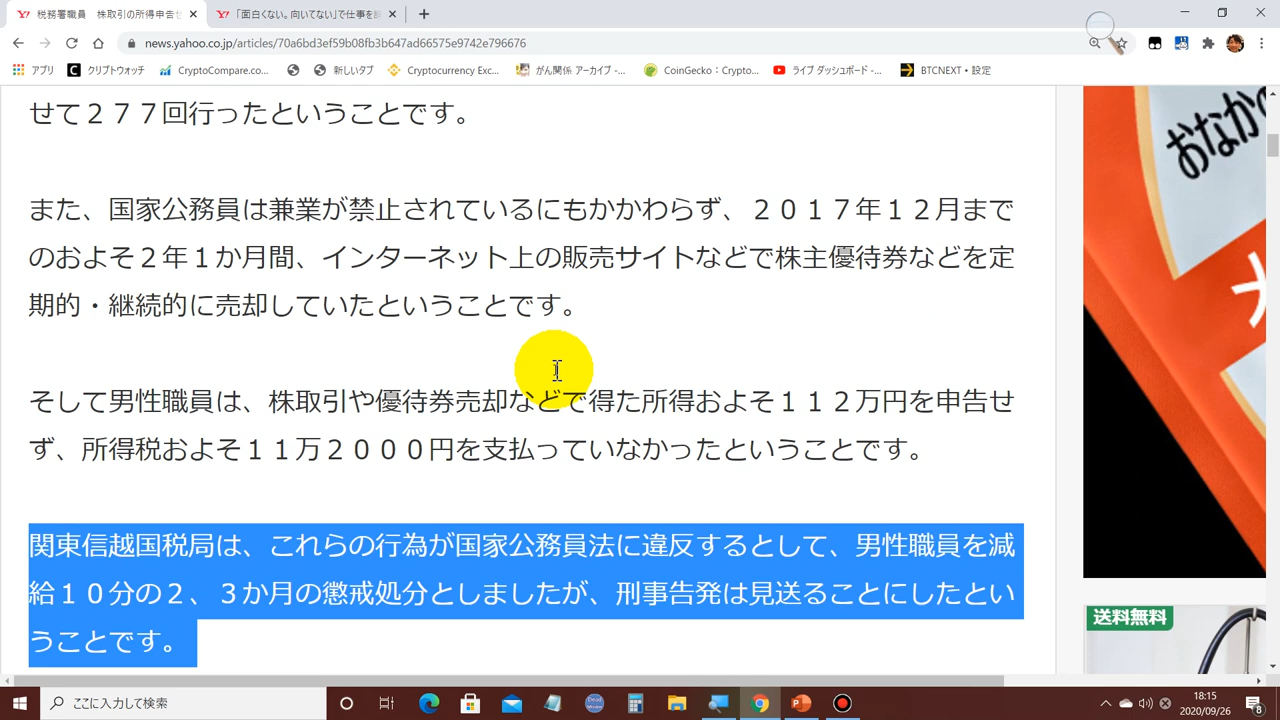 税務署職員　株取引の所得申告せ
「面白くない。向いてない」で仕事を辞
news.yahoo.co.jp/articles/70a6bd3ef59b08fb3b647ad66575e9742e796676
アプリ
クリプトウォッチ
CryptoCompare.co...
新しいタブ
Cryptocurrency Exc...
がん関係 アーカイブ - ...
CoinGecko：Crypto...
ライブ ダッシュボード - ...
BTCNEXT・設定
せて２７７回行ったということです。
また、国家公務員は兼業が禁止されているにもかかわらず、２０１７年１２月まで
のおよそ２年１か月間、インターネット上の販売サイトなどで株主優待券などを定
期的・継続的に売却していたということです。
そして男性職員は、株取引や優待券売却などで得た所得およそ１１２万円を申告せ
ず、所得税およそ１１万２０００円を支払っていなかったということです。
関東信越国税局は、これらの行為が国家公務員法に違反するとして、男性職員を減
給１０分の２、３か月の懲戒処分としましたが、刑事告発は見送ることにしたとい
うことです。
おなかの
送料無料
ここに入力して検索
18:15
2020/09/26
8